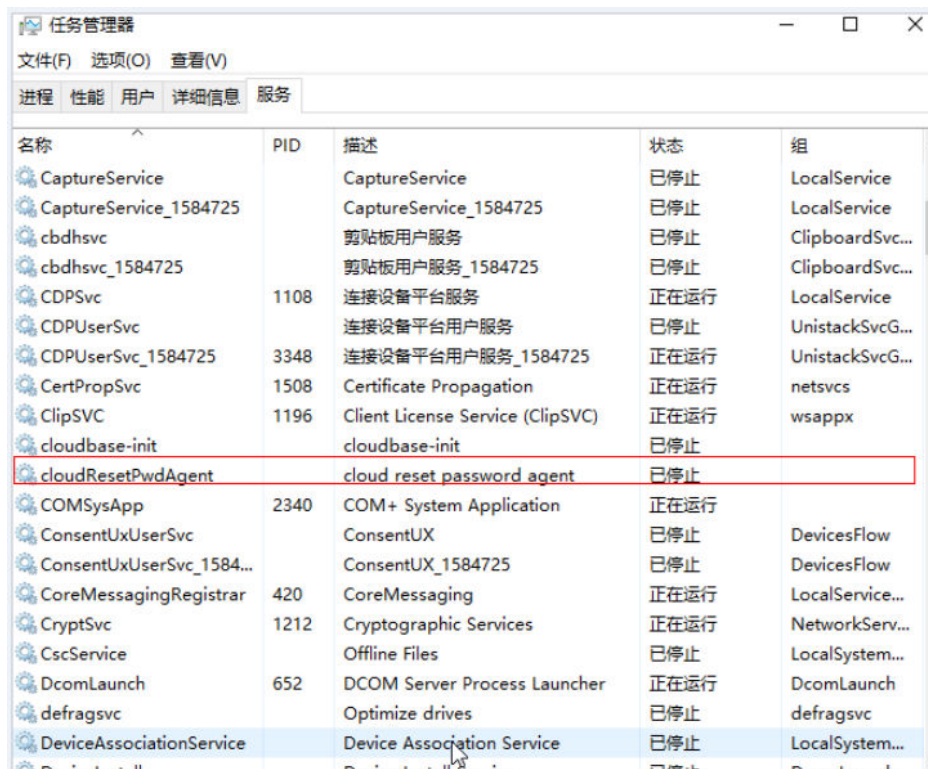 任务管理器
文件(F) 选项(O) 查看(V)
进程 性能 用户 详细信息 服务
名称 PID 描述 状态 组
CaptureService CaptureService 已停止 LocalService
CaptureService_1584725 CaptureService_1584725 已停止 LocalService
cbdhsvc 剪贴板用户服务 已停止 ClipboardSvc...
cbdhsvc_1584725 剪贴板用户服务_1584725 已停止 ClipboardSvc...
CDPSvc 1108 连接设备平台服务 正在运行 LocalService
CDPUserSvc 连接设备平台用户服务 已停止 UnistackSvcG...
CDPUserSvc_1584725 3348 连接设备平台用户服务_1584725 正在运行 UnistackSvcG...
CertPropSvc 1508 Certificate Propagation 正在运行 netsvcs
ClipSVC 1196 Client License Service (ClipSVC) 正在运行 wsappx
cloudbase-init cloudbase-init 已停止
cloudResetPwdAgent cloud reset password agent 已停止
COMSysApp 2340 COM+ System Application 正在运行
ConsentUxUserSvc ConsentUX 已停止 DevicesFlow
ConsentUxUserSvc_1584... ConsentUX_1584725 已停止 DevicesFlow
CoreMessagingRegistrar 420 CoreMessaging 正在运行 LocalService...
CryptSvc 1212 Cryptographic Services 正在运行 NetworkServ...
CscService Offline Files 已停止 LocalSystem...
DcomLaunch 652 DCOM Server Process Launcher 正在运行 DcomLaunch
defragsvc Optimize drives 已停止 defragsvc
DeviceAssociationService Device Association Service 已停止 LocalSystem...